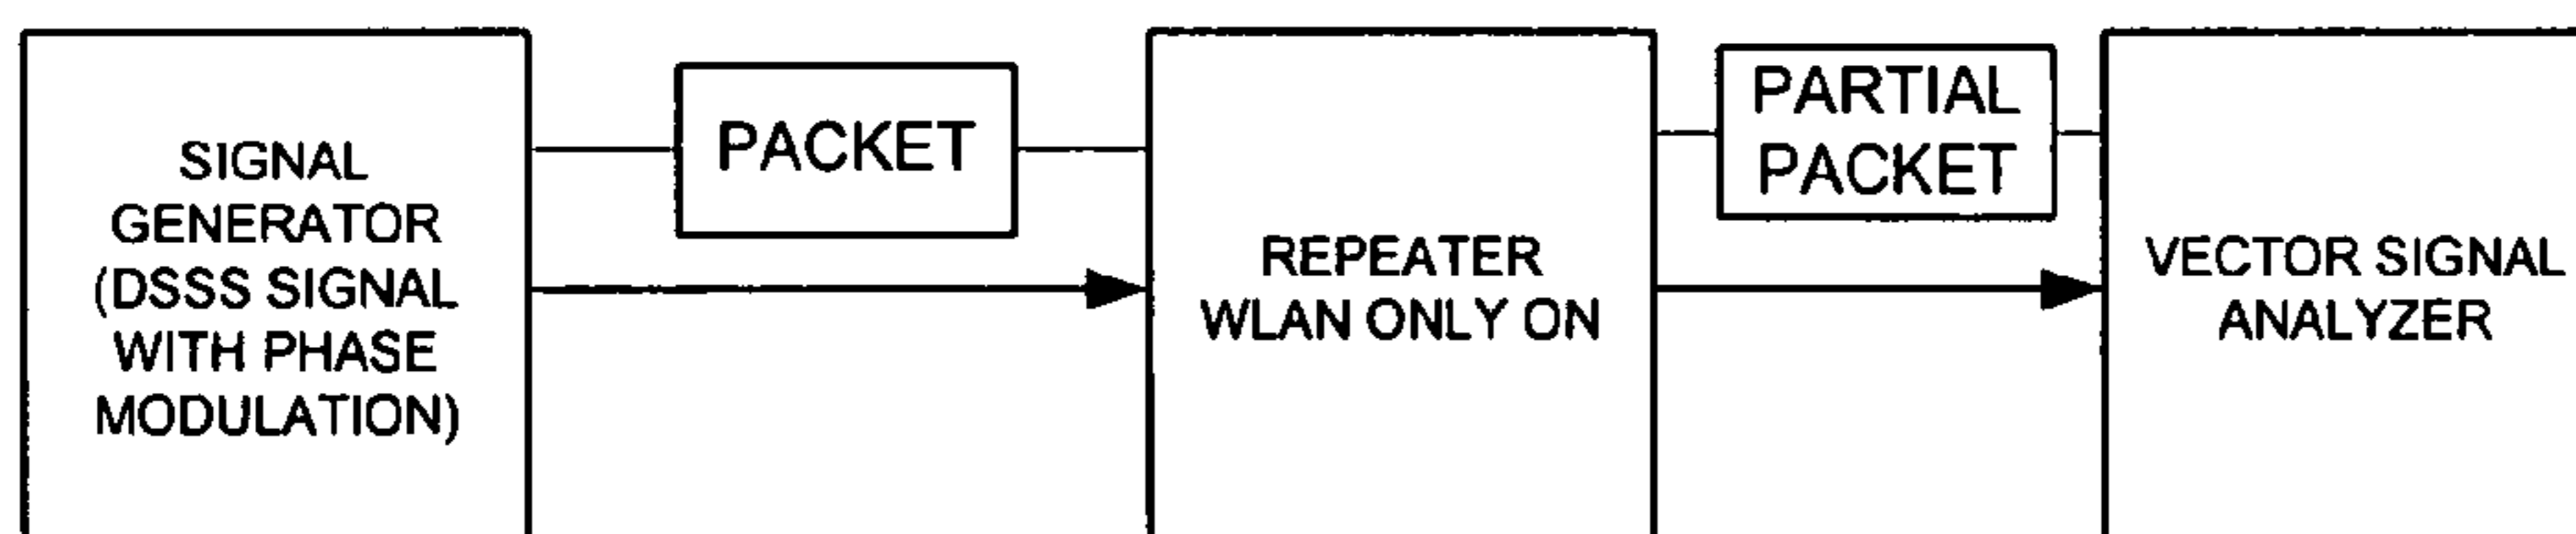 SIGNAL
GENERATOR
(DSSS SIGNAL
WITH PHASE
MODULATION)
PACKET
REPEATER
WLAN ONLY ON
PARTIAL
PACKET
VECTOR SIGNAL
ANALYZER